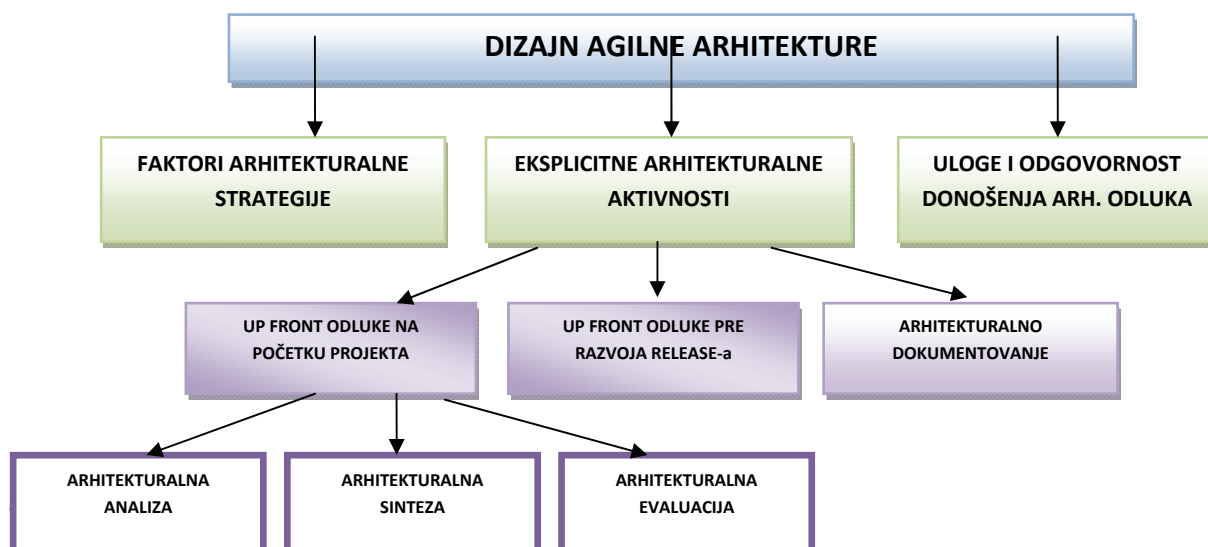 DIZAJN AGILNE ARHITEKTURE
FAKTORI ARHITEKTURALNE
STRATEGIJE
EKSPLICITNE ARHITEKTURALNE
AKTIVNOSTI
ULOGE I ODGOVORNOST
DONOŠENJA ARH. ODLUKA
UP FRONT ODLUKE NA
POČETKU PROJEKTA
UP FRONT ODLUKE PRE
RAZVOJA RELEASE-a
ARHITEKTURALNO
DOKUMENTOVANJE
ARHITEKTURALNA
ANALIZA
ARHITEKTURALNA
SINTEZA
ARHITEKTURALNA
EVALUACIJA